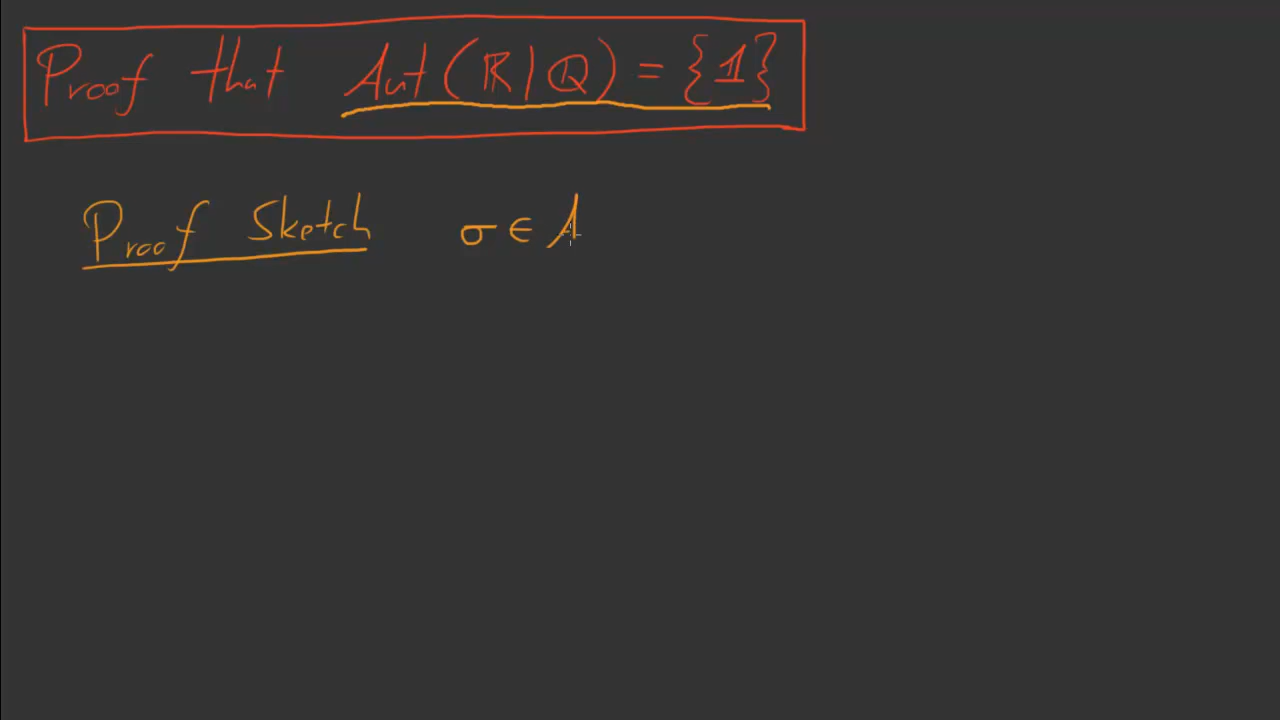 Proof that Aut(ℝ|ℚ) = {1}
Proof Sketch σ ∈ A